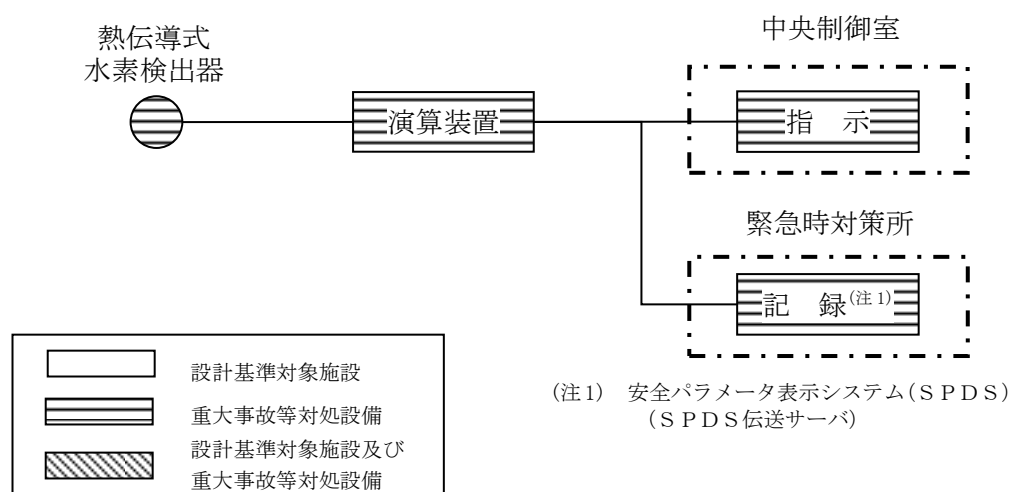 熱伝導式
水素検出器
演算装置
中央制御室
指　示
緊急時対策所
記　録(注1)
設計基準対象施設
重大事故等対処設備
設計基準対象施設及び
重大事故等対処設備
(注1)　安全パラメータ表示システム(ＳＰＤＳ)
(ＳＰＤＳ伝送サーバ)